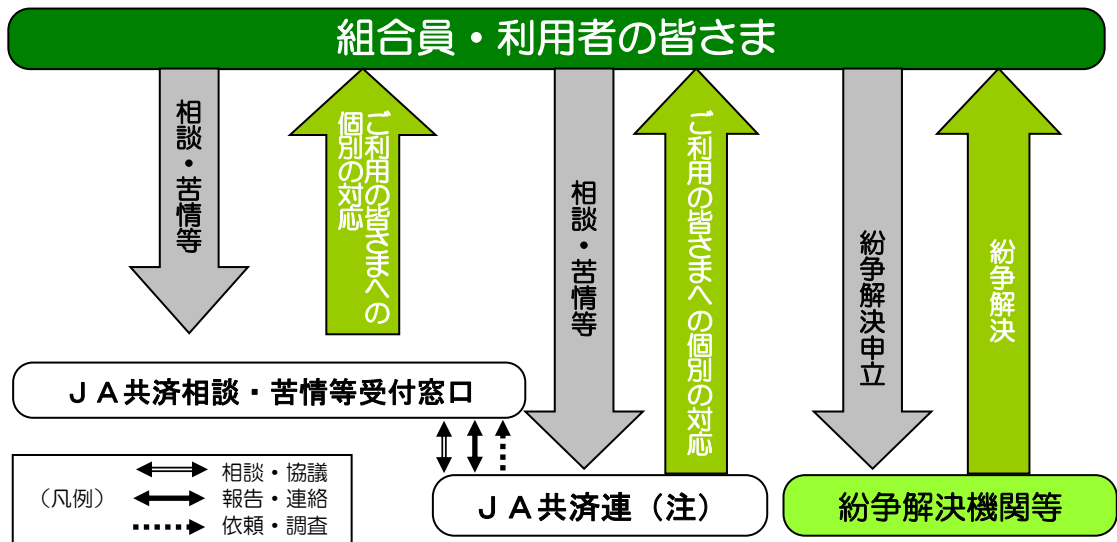 組合員・利用者の皆さま
相談・苦情等
ご利用の皆さまへの
個別の対応
相談・苦情等
ご利用の皆さまへの個別の対応
紛争解決申立
紛争解決
ＪＡ共済相談・苦情等受付窓口
（凡例）
相談・協議
報告・連絡
依頼・調査
ＪＡ共済連（注）
紛争解決機関等